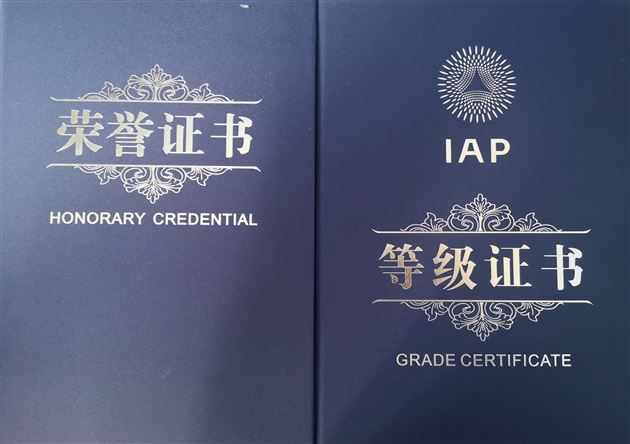 荣誉证书
HONORARY CREDENTIAL
IAP
等级证书
GRADE CERTIFICATE